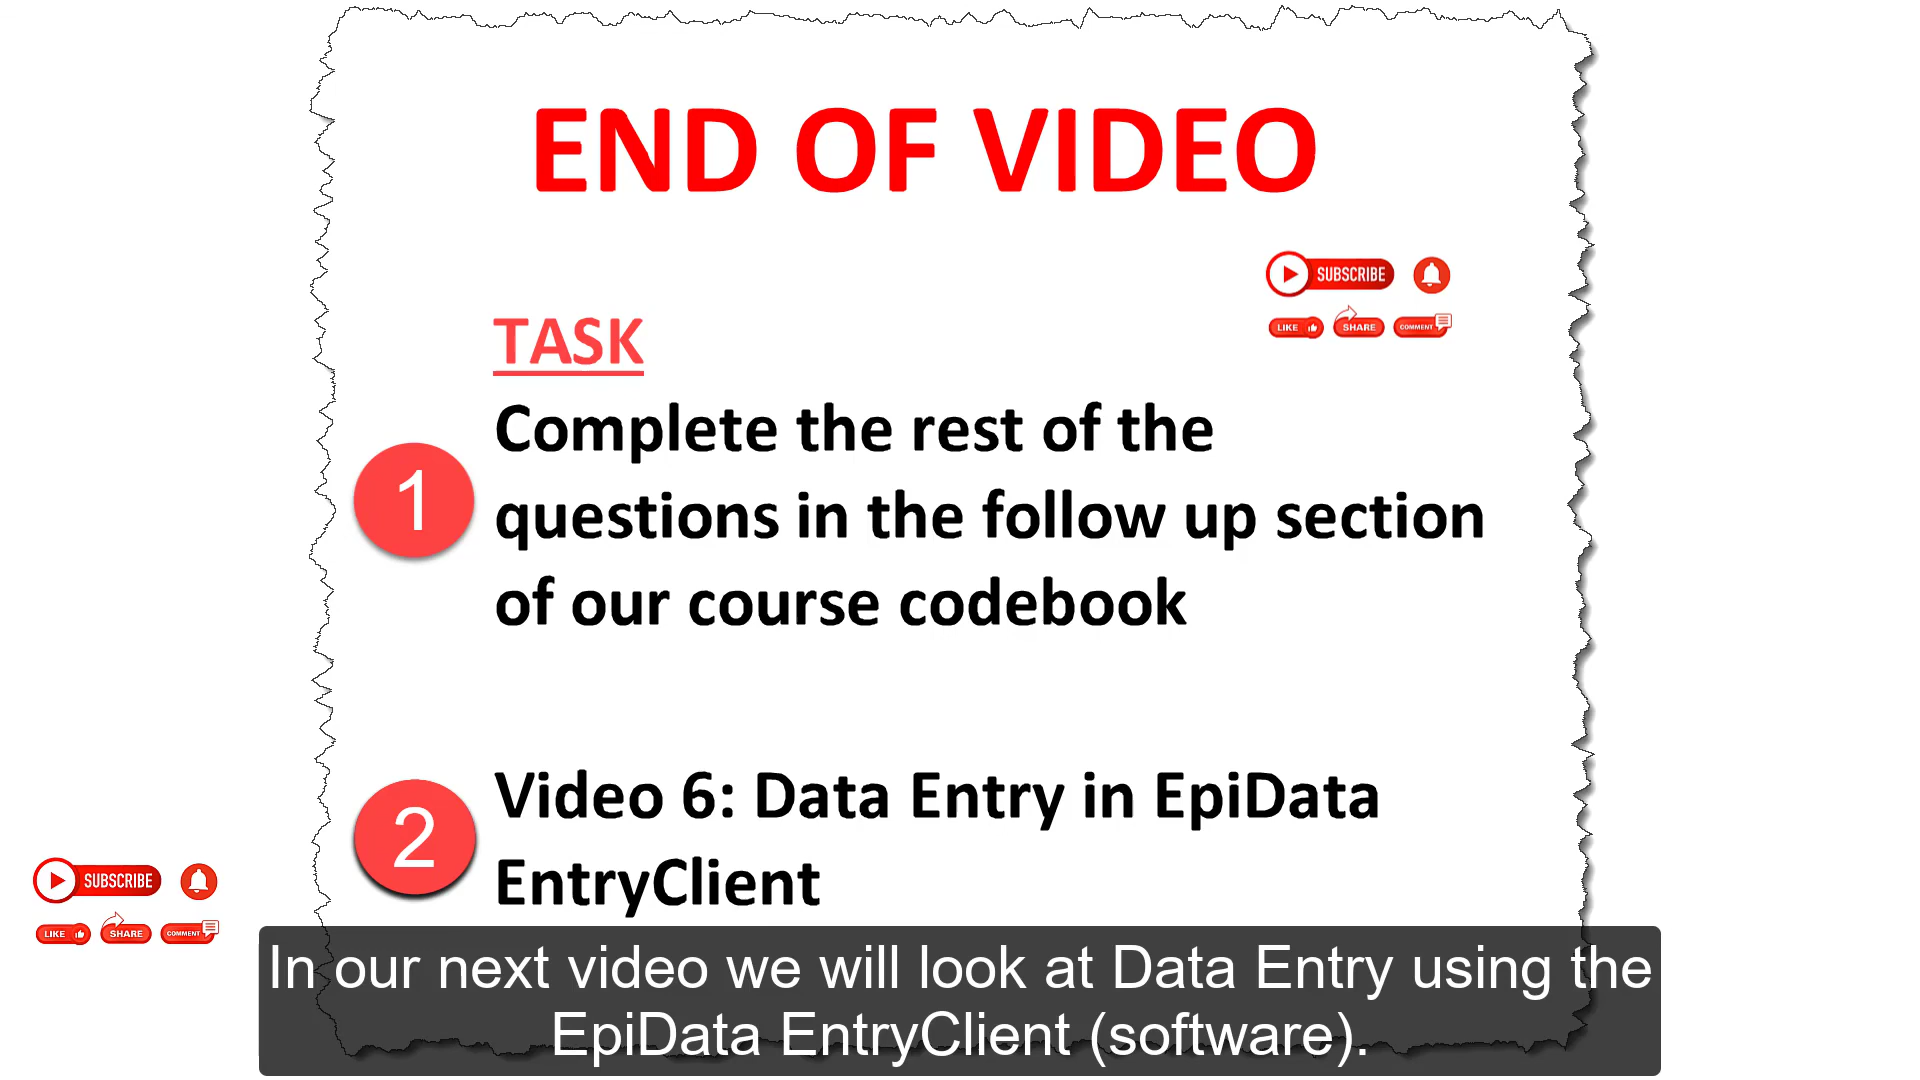 END OF VIDEO
SUBSCRIBE
LIKE SHARE COMMENT
TASK
1
Complete the rest of the
questions in the follow up section
of our course codebook
2
Video 6: Data Entry in EpiData
EntryClient
SUBSCRIBE
LIKE SHARE COMMENT
In our next video we will look at Data Entry using the
EpiData EntryClient (software).